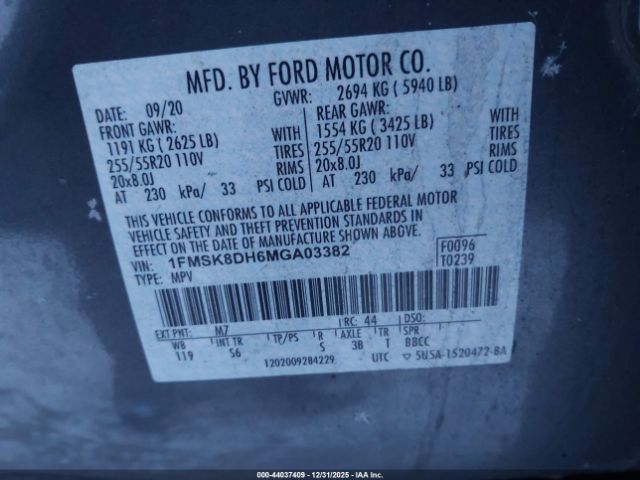 MFD. BY FORD MOTOR CO.
DATE: 09/20 GVWR: 2694 KG ( 5940 LB)
FRONT GAWR: REAR GAWR:
1191 KG ( 2625 LB) WITH 1554 KG ( 3425 LB) WITH
255/55R20 110V TIRES 255/55R20 110V TIRES
20x8.0J RIMS 20x8.0J RIMS
AT 230 kPa/ 33 PSI COLD AT 230 kPa/ 33 PSI COLD
THIS VEHICLE CONFORMS TO ALL APPLICABLE FEDERAL MOTOR
VEHICLE SAFETY AND THEFT PREVENTION STANDARDS IN
EFFECT ON THE DATE OF MANUFACTURE SHOWN ABOVE.
VIN: 1FMSK8DH6MGA03382 F0096
TYPE: MPV T0239
EXT PNT: M7 RC: 44 DSO:
WB INT TR TP/PS R AXLE TR SPR
119 S6 S 3B T BBCC
1202009284229 UTC 5U5A-1520472-BA
© - 44037409 - 12/31/2025 - IAA Inc.